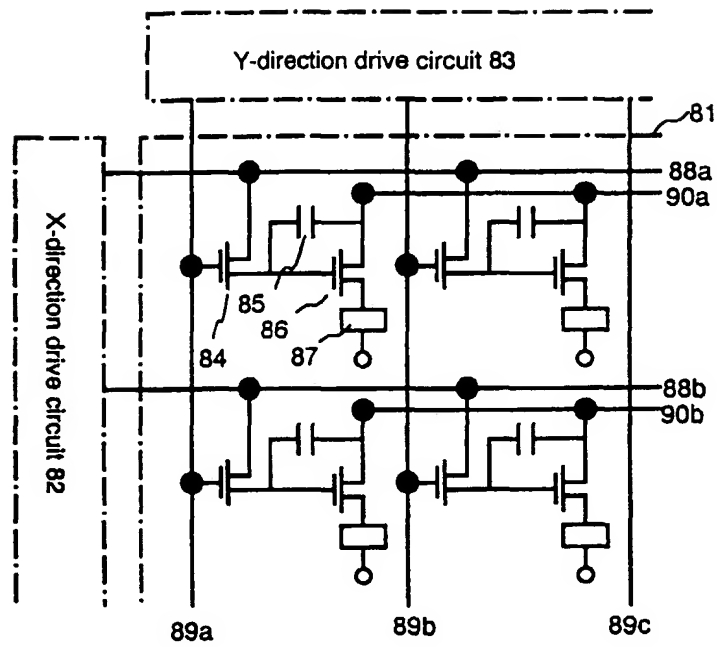 Y-direction drive circuit 83
81
88a
90a
X-direction drive circuit 82
85
86
84
87
88b
90b
89a
89b
89c